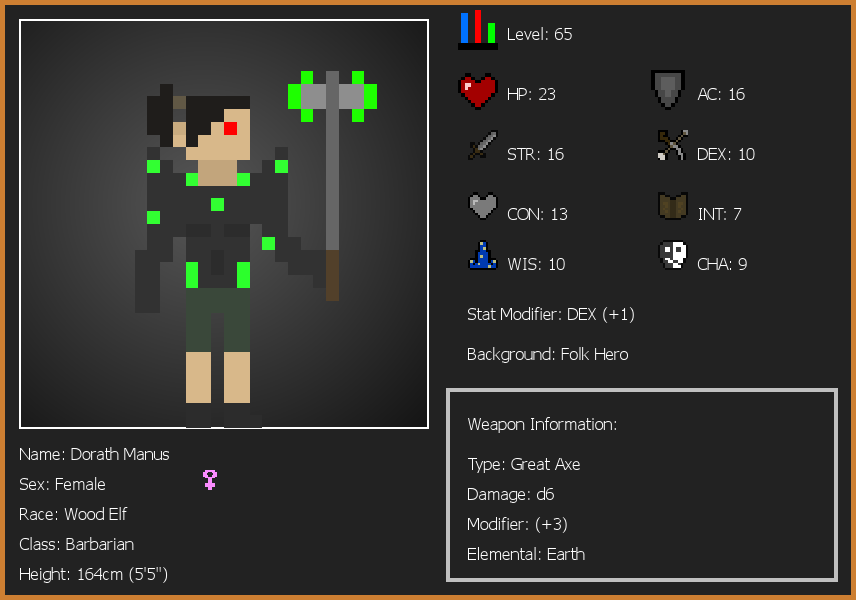 Level: 65
HP: 23
AC: 16
STR: 16
DEX: 10
CON: 13
INT: 7
WIS: 10
CHA: 9
Stat Modifier: DEX (+1)
Background: Folk Hero
Name: Dorath Manus
Sex: Female
Race: Wood Elf
Class: Barbarian
Height: 164cm (5'5")
Weapon Information:
Type: Great Axe
Damage: d6
Modifier: (+3)
Elemental: Earth